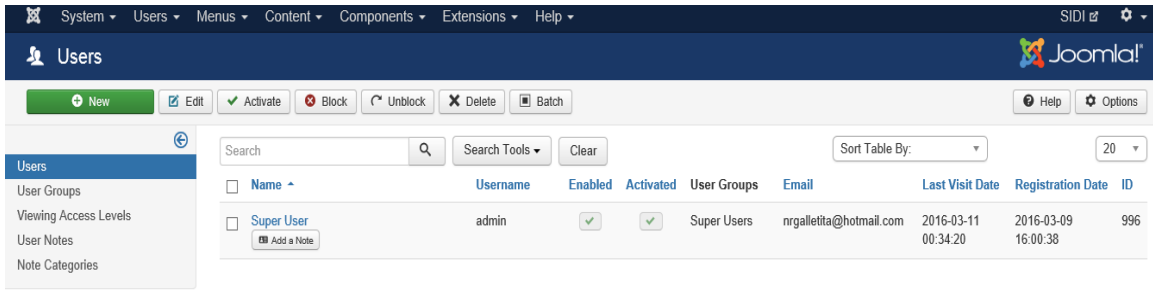 System Users Menus Content Components Extensions Help SIDI
Users Joomla!
New Edit Activate Block Unblock Delete Batch Help Options
Search Search Tools Clear Sort Table By: 20
Users
User Groups
Viewing Access Levels
User Notes
Note Categories
Name Username Enabled Activated User Groups Email Last Visit Date Registration Date ID
Super User admin Super Users nrgalletita@hotmail.com 2016-03-11 2016-03-09 996
Add a Note 00:34:20 16:00:38